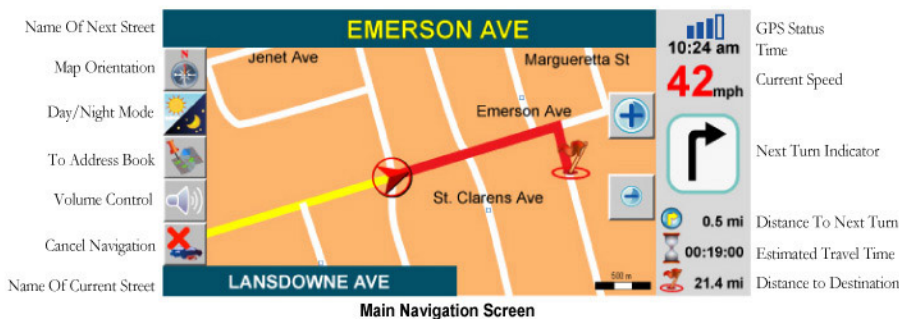 Name Of Next Street
EMERSON AVE
GPS Status
10:24 am
Time
N
Jenet Ave
Margueretta St
Map Orientation
42 mph
Current Speed
Day/Night Mode
Emerson Ave
To Address Book
Next Turn Indicator
Volume Control
St. Clarens Ave
0.5 mi
Distance To Next Turn
Cancel Navigation
00:19:00
Estimated Travel Time
Name Of Current Street
LANSDOWNE AVE
500 m
21.4 mi
Distance to Destination
Main Navigation Screen